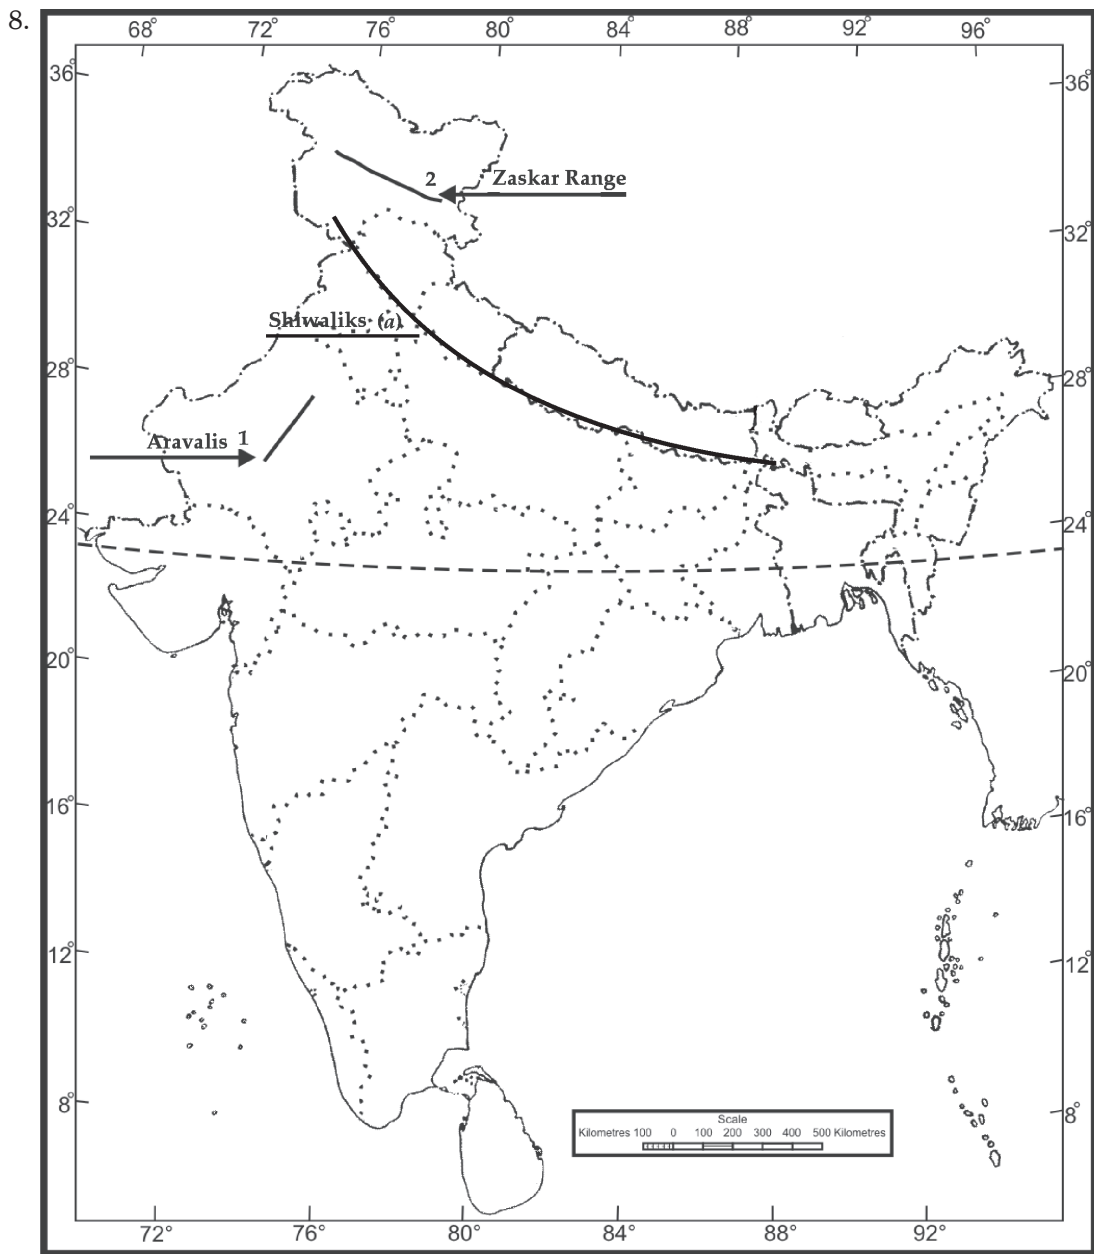 8.
68° 72° 76° 80° 84° 88° 92° 96°
36° 36°
2 Zaskar Range
32° 32°
Shiwaliks (a)
28° 28°
Aravalis 1
24° 24°
20° 20°
16° 16°
12° 12°
8° 8°
Scale
Kilometres 100 0 100 200 300 400 500 Kilometres
72° 76° 80° 84° 88° 92°